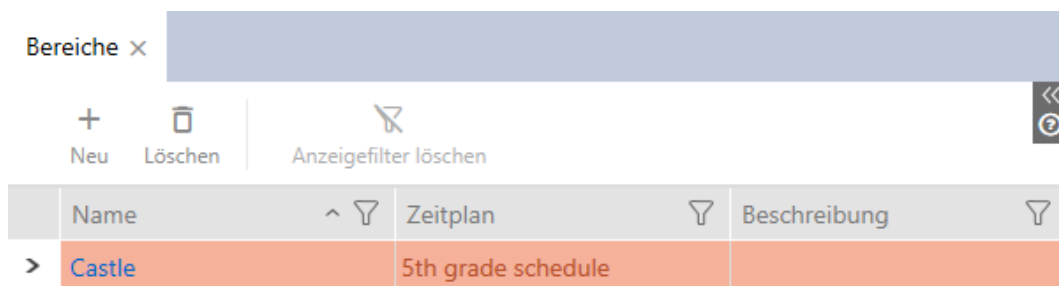 Bereiche
Neu Löschen Anzeigefilter löschen
Name Zeitplan Beschreibung
Castle 5th grade schedule